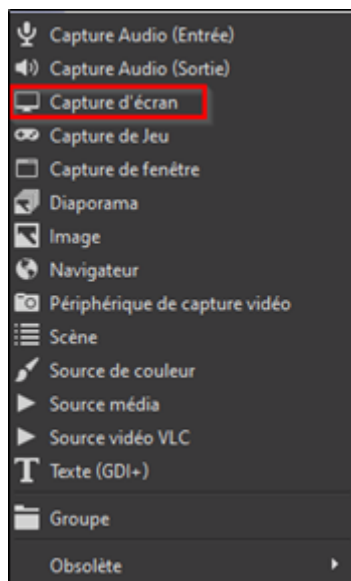 Capture Audio (Entrée)
Capture Audio (Sortie)
Capture d'écran
Capture de Jeu
Capture de fenêtre
Diaporama
Image
Navigateur
Périphérique de capture vidéo
Scène
Source de couleur
Source média
Source vidéo VLC
Texte (GDI+)
Groupe
Obsolète